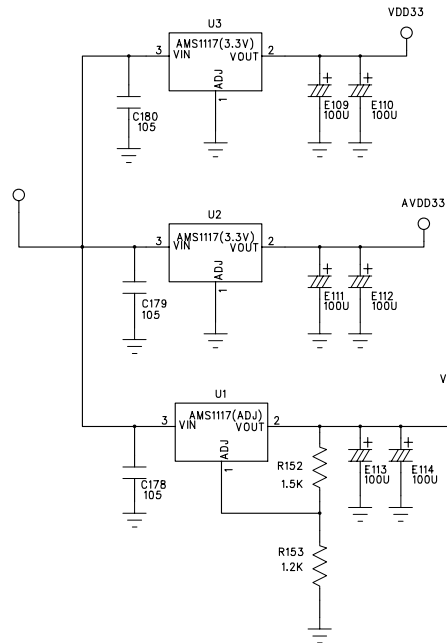 VDD33
U3
AMS1117(3.3V)
3 VIN VOUT 2
ADJ
1
C180
105
E109
100U
E110
100U
AVDD33
U2
AMS1117(3.3V)
3 VIN VOUT 2
ADJ
1
C179
105
E111
100U
E112
100U
V
U1
AMS1117(ADJ)
3 VIN VOUT 2
ADJ
1
C178
105
R152
1.5K
E113
100U
E114
100U
R153
1.2K